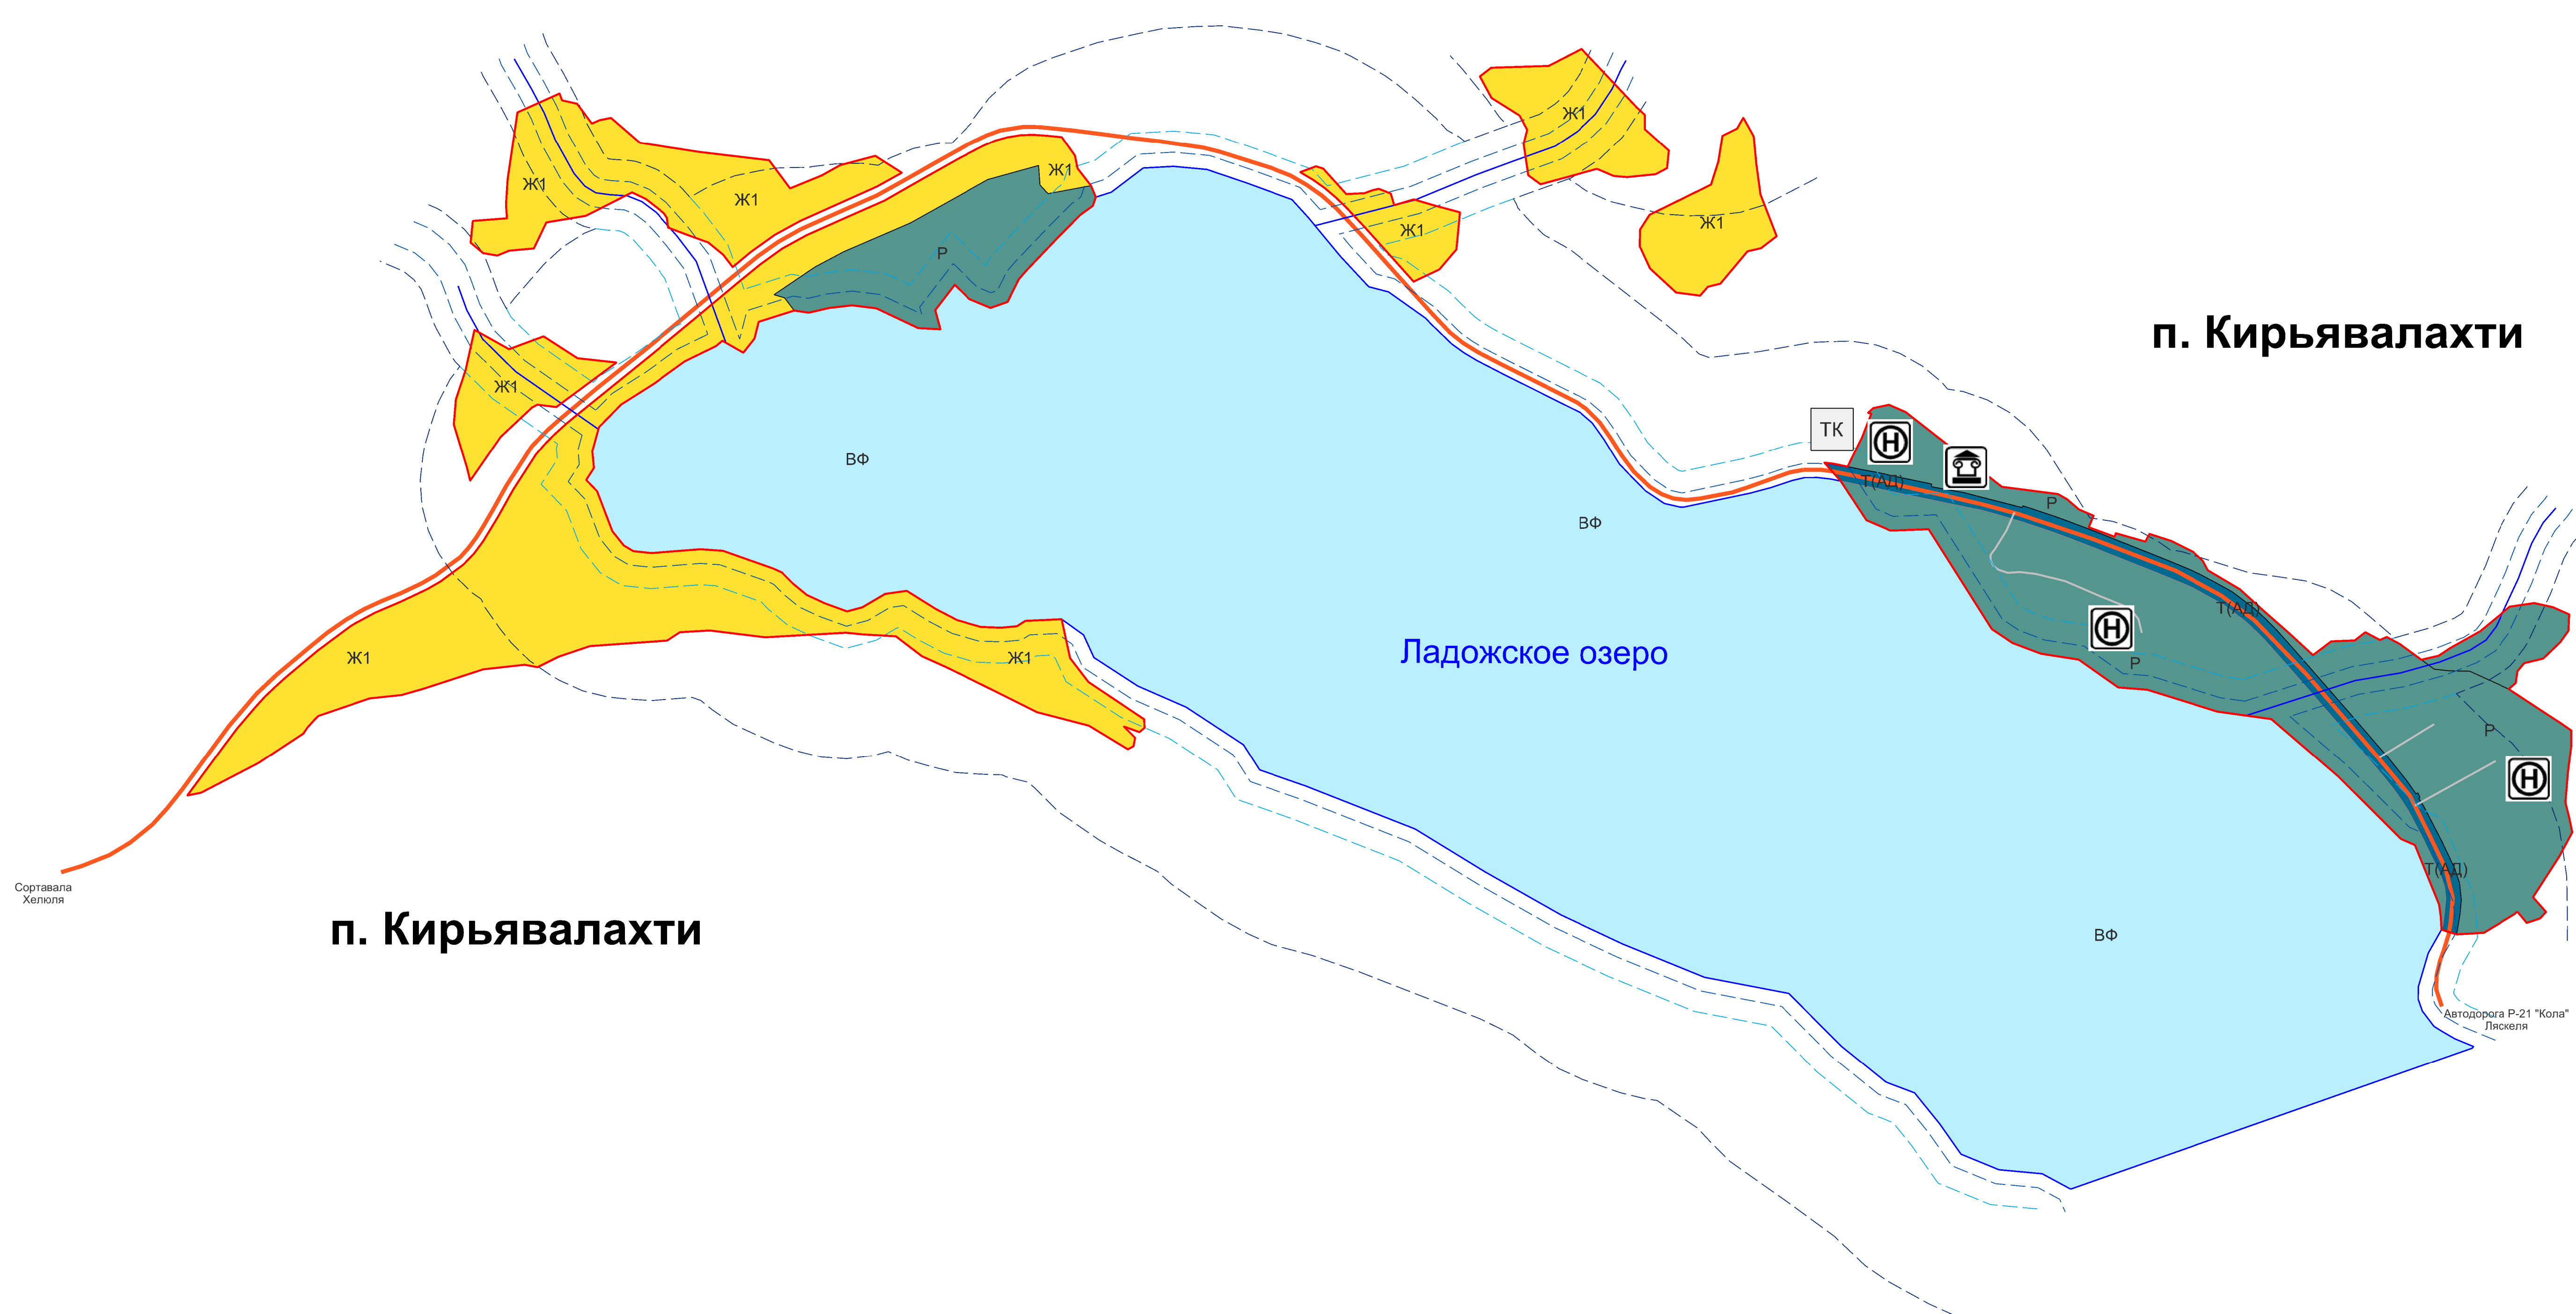 Ж1
Ж1
Ж1
Ж1
Ж1
Р
Ж1
Ж1
п. Кирьявалахти
Ж1
ТК
H
ВФ
Т(АД)
Р
ВФ
Т(АД)
H
Ладожское озеро
Ж1
Ж1
Р
Р
H
Т(АД)
Сортавала
Хелюля
п. Кирьявалахти
ВФ
Автодорога Р-21 "Кола"
Ляскеля